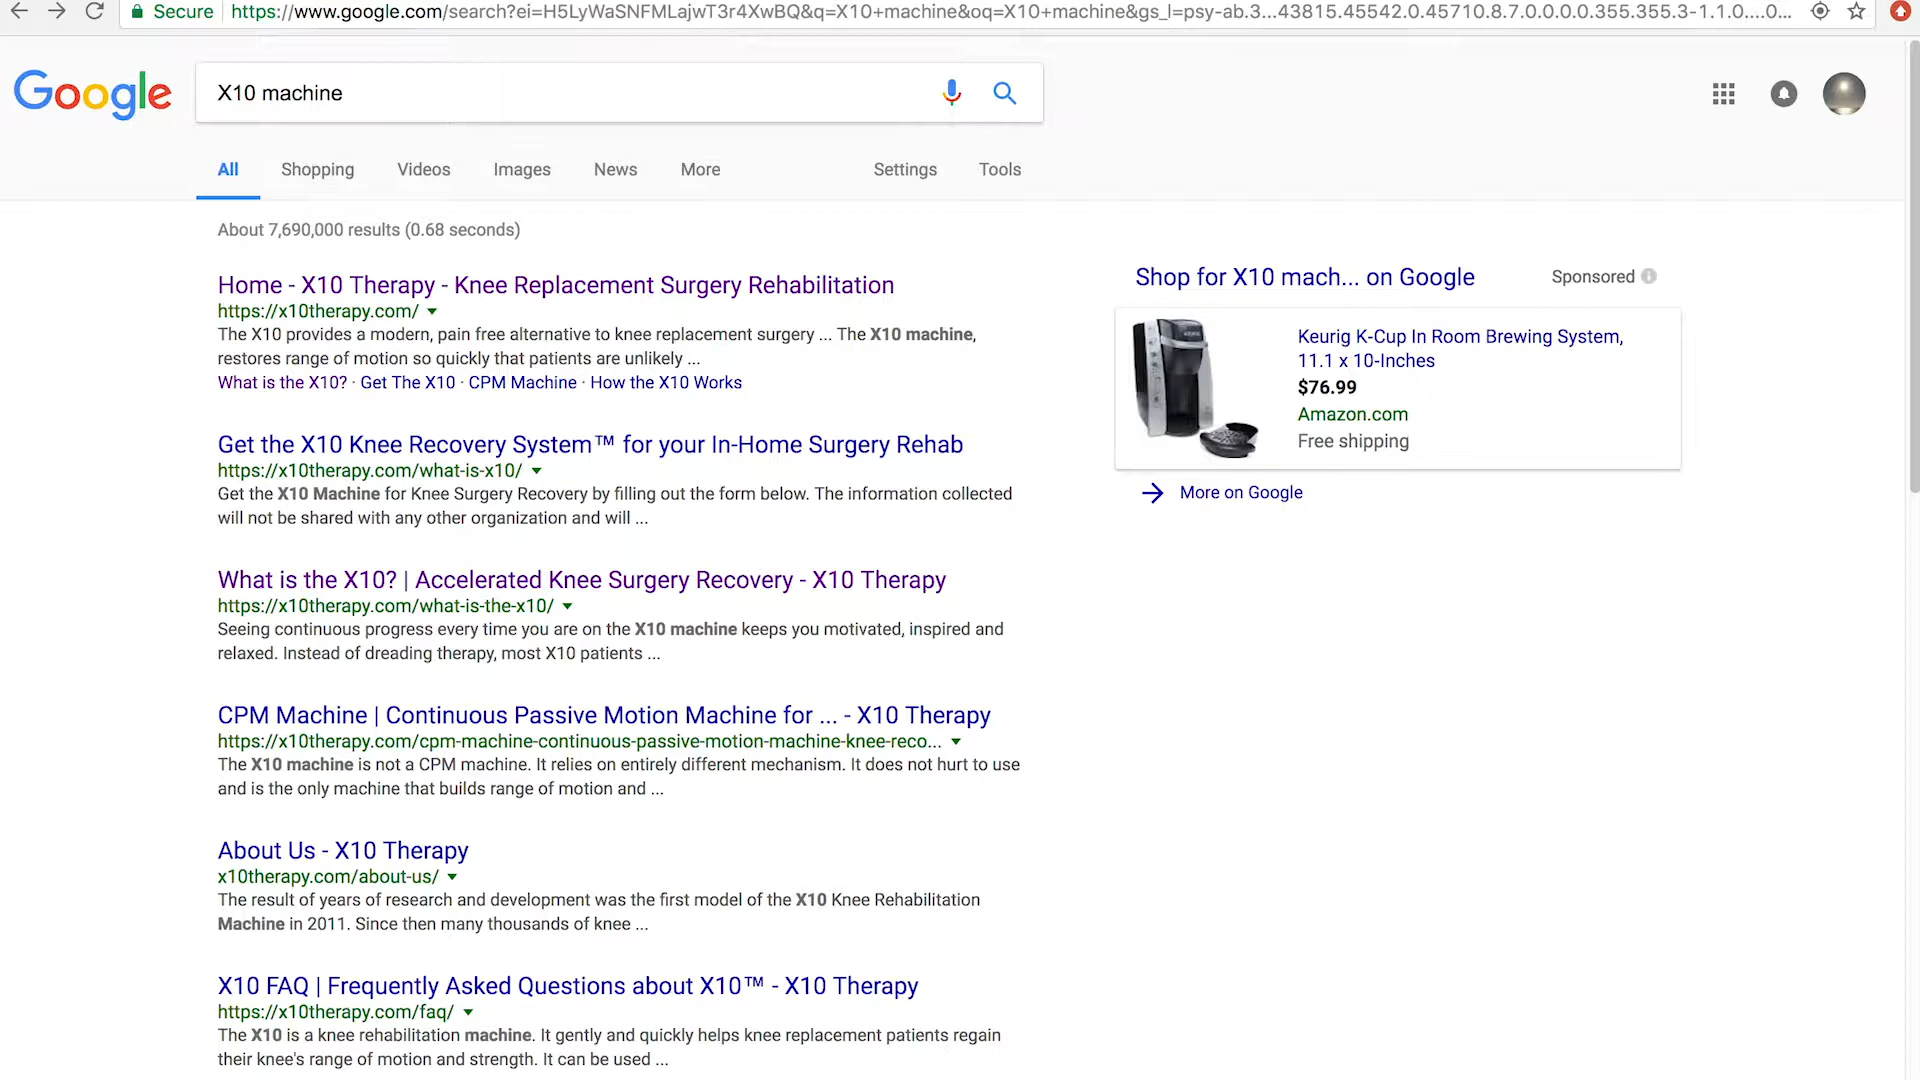 Secure https://www.google.com/search?ei=H5LyWaSNFMLajwT3r4XwBQ&q=X10+machine&oq=X10+machine&gs_l=psy-ab.3...43815.45542.0.45710.8.7.0.0.0.0.355.355.3-1.1.0....0...
Google X10 machine
All Shopping Videos Images News More Settings Tools
About 7,690,000 results (0.68 seconds)
Home - X10 Therapy - Knee Replacement Surgery Rehabilitation
https://x10therapy.com/
The X10 provides a modern, pain free alternative to knee replacement surgery ... The X10 machine,
restores range of motion so quickly that patients are unlikely ...
What is the X10? · Get The X10 · CPM Machine · How the X10 Works
Get the X10 Knee Recovery System™ for your In-Home Surgery Rehab
https://x10therapy.com/what-is-x10/
Get the X10 Machine for Knee Surgery Recovery by filling out the form below. The information collected
will not be shared with any other organization and will ...
What is the X10? | Accelerated Knee Surgery Recovery - X10 Therapy
https://x10therapy.com/what-is-the-x10/
Seeing continuous progress every time you are on the X10 machine keeps you motivated, inspired and
relaxed. Instead of dreading therapy, most X10 patients ...
CPM Machine | Continuous Passive Motion Machine for ... - X10 Therapy
https://x10therapy.com/cpm-machine-continuous-passive-motion-machine-knee-reco...
The X10 machine is not a CPM machine. It relies on entirely different mechanism. It does not hurt to use
and is the only machine that builds range of motion and ...
About Us - X10 Therapy
x10therapy.com/about-us/
The result of years of research and development was the first model of the X10 Knee Rehabilitation
Machine in 2011. Since then many thousands of knee ...
X10 FAQ | Frequently Asked Questions about X10™ - X10 Therapy
https://x10therapy.com/faq/
The X10 is a knee rehabilitation machine. It gently and quickly helps knee replacement patients regain
their knee's range of motion and strength. It can be used ...
Shop for X10 mach... on Google Sponsored
Keurig K-Cup In Room Brewing System,
11.1 x 10-Inches
$76.99
Amazon.com
Free shipping
More on Google